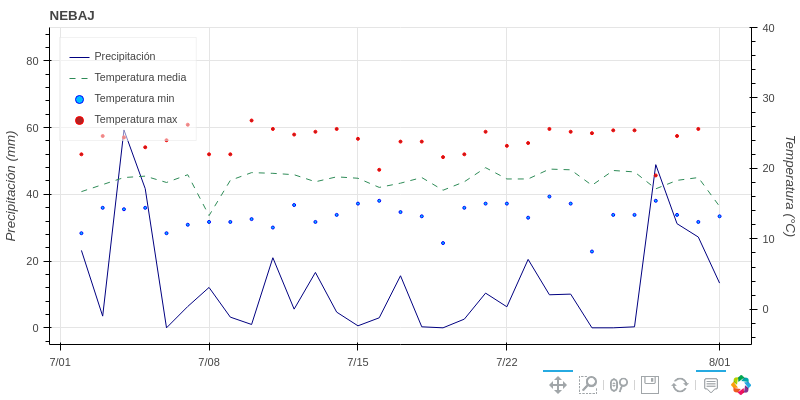 NEBAJ
Precipitación
Temperatura media
Temperatura min
Temperatura max
Precipitación (mm)
80
60
40
20
0
Temperatura (°C)
40
30
20
10
0
7/01
7/08
7/15
7/22
8/01